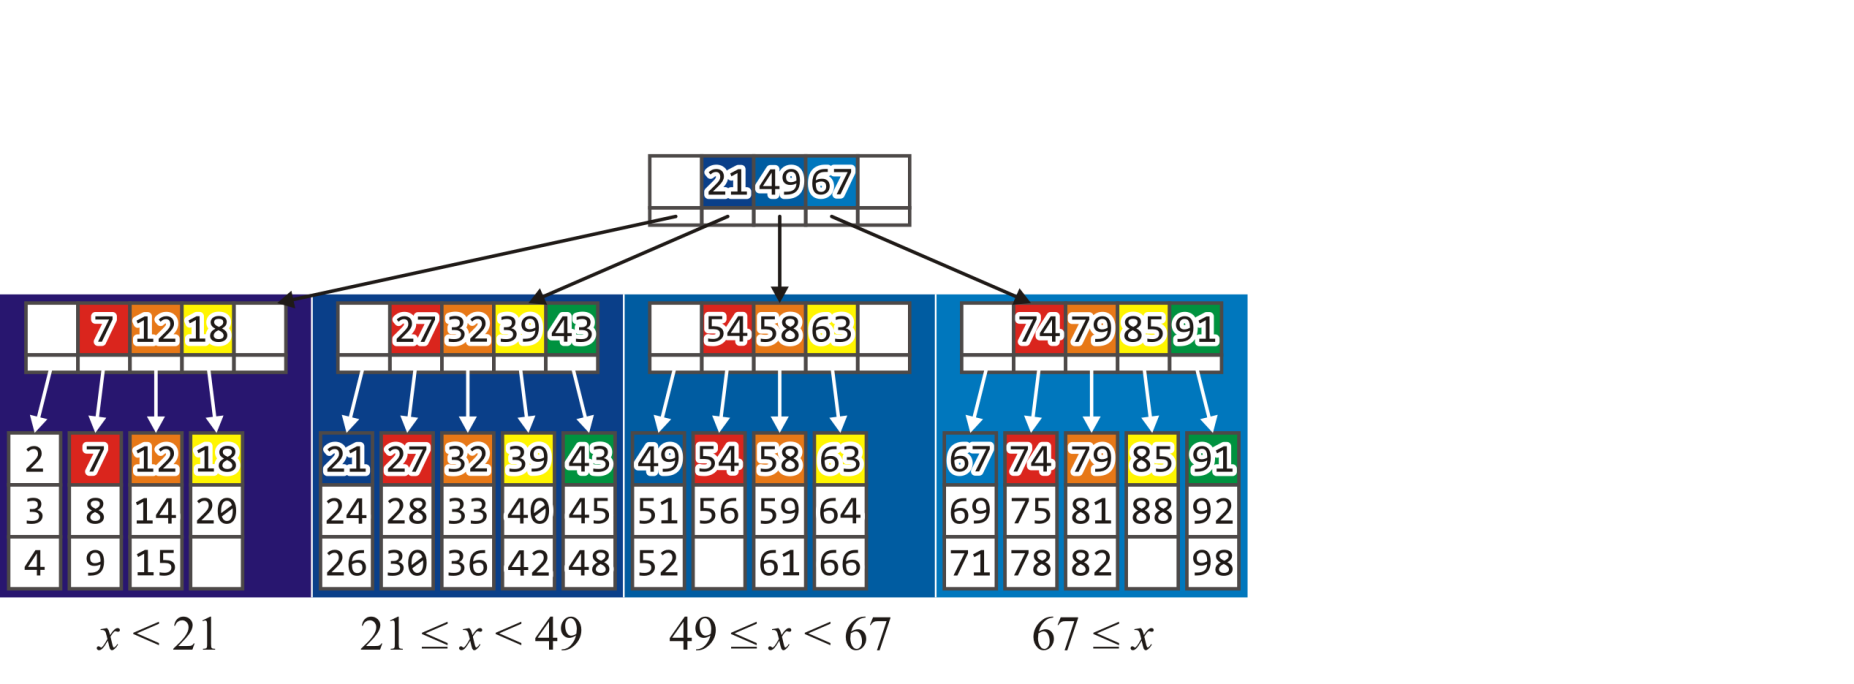 21 49 67
7 12 18 27 32 39 43 54 58 63 74 79 85 91
2 7 12 18 21 27 32 39 43 49 54 58 63 67 74 79 85 91
3 8 14 20 24 28 33 40 45 51 56 59 64 69 75 81 88 92
4 9 15 26 30 36 42 48 52 61 66 71 78 82 98
x < 21 21 ≤ x < 49 49 ≤ x < 67 67 ≤ x